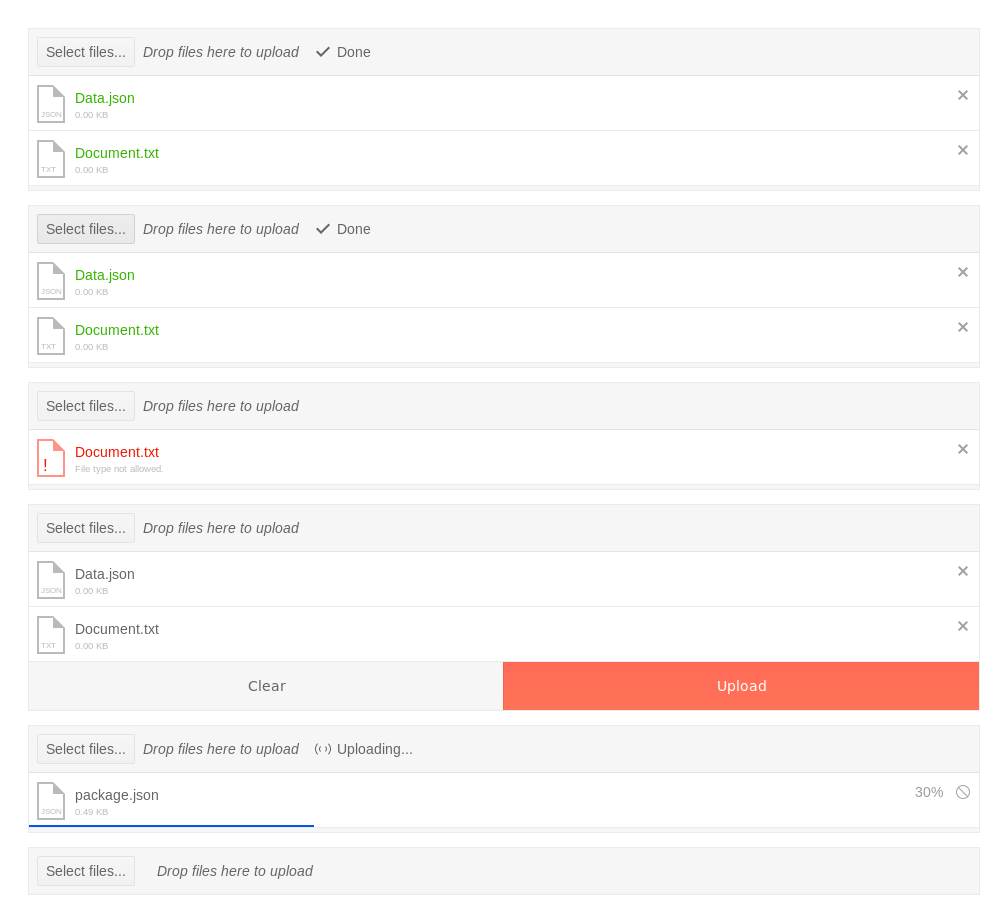 Select files... Drop files here to upload Done
JSON Data.json
0.00 KB
TXT Document.txt
0.00 KB
Select files... Drop files here to upload Done
JSON Data.json
0.00 KB
TXT Document.txt
0.00 KB
Select files... Drop files here to upload
! Document.txt
File type not allowed.
Select files... Drop files here to upload
JSON Data.json
0.00 KB
TXT Document.txt
0.00 KB
Clear Upload
Select files... Drop files here to upload Uploading...
JSON package.json 30%
0.49 KB
Select files... Drop files here to upload